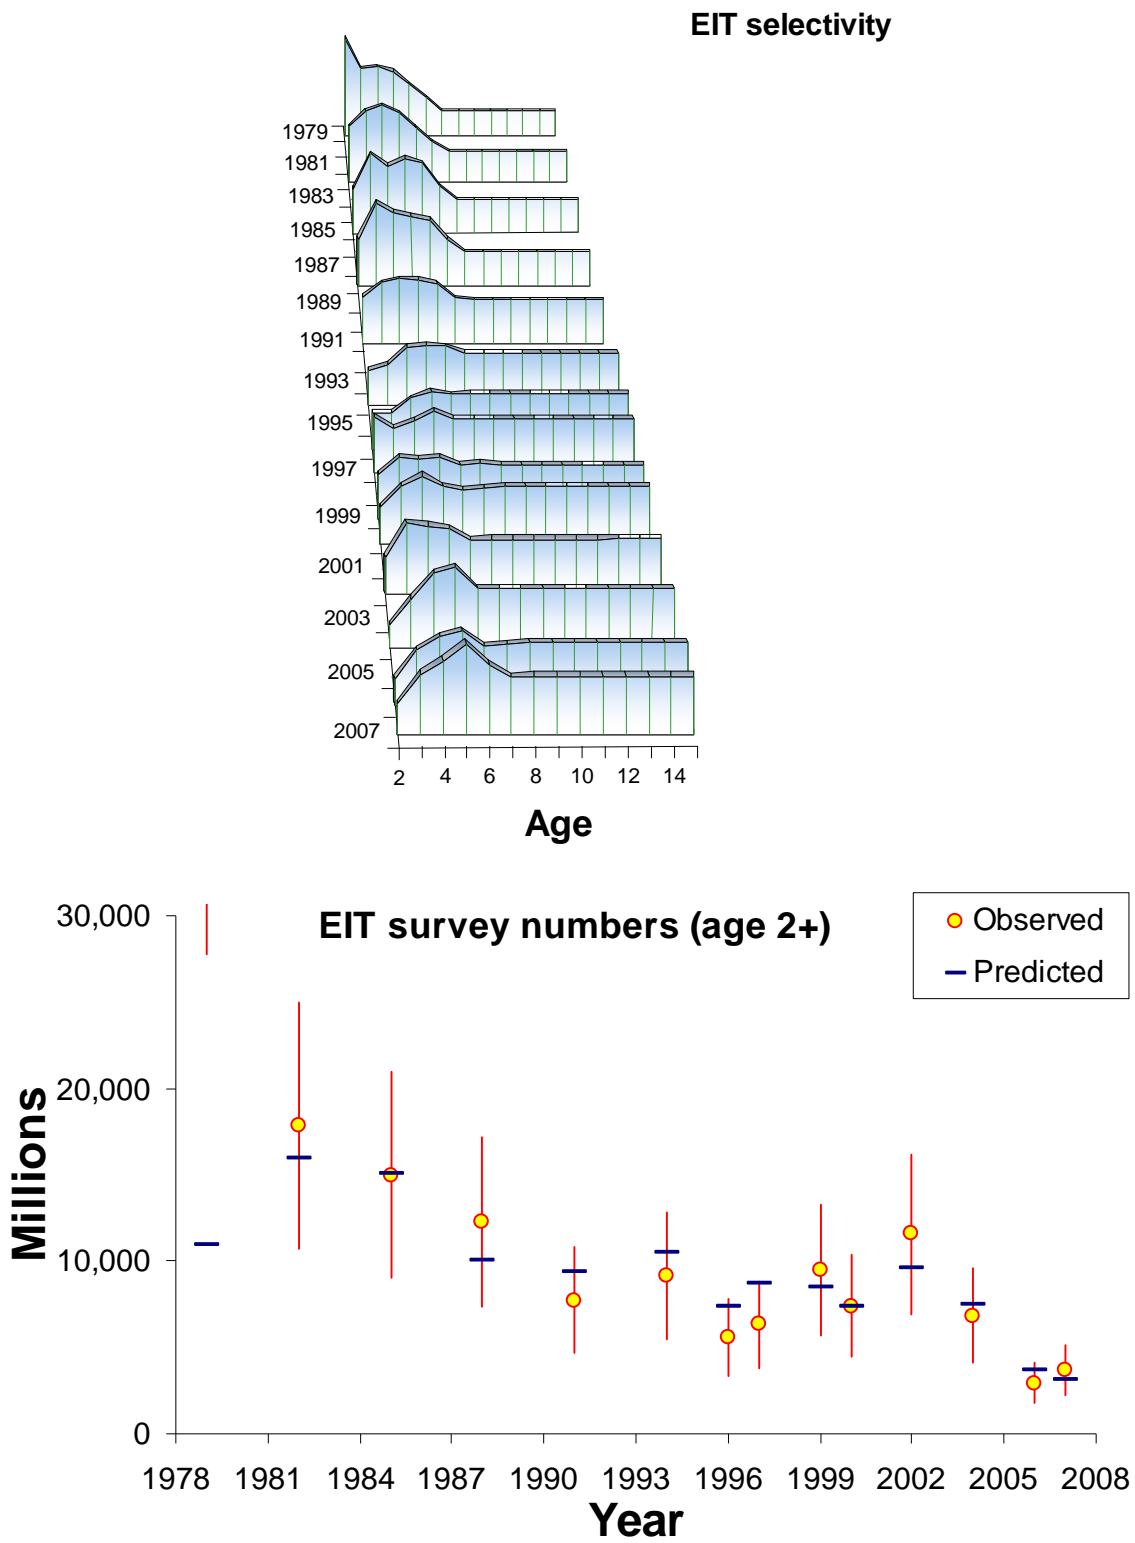 EIT selectivity
1979
1981
1983
1985
1987
1989
1991
1993
1995
1997
1999
2001
2003
2005
2007
2 4 6 8 10 12 14
Age
EIT survey numbers (age 2+)
Observed
Predicted
30,000
20,000
10,000
0
Millions
1978 1981 1984 1987 1990 1993 1996 1999 2002 2005 2008
Year